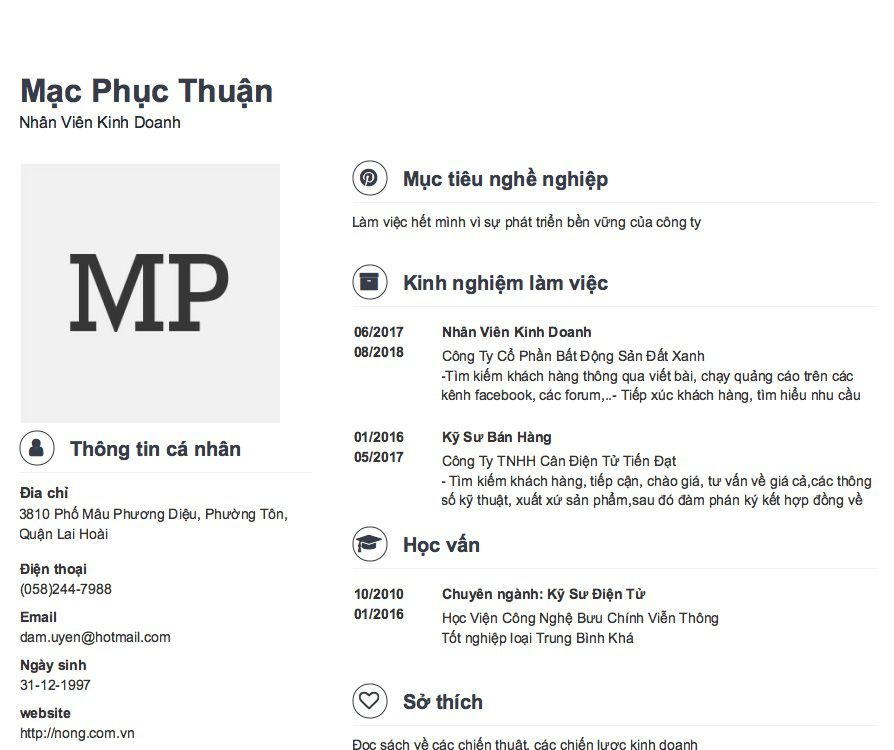 Mạc Phục Thuận
Nhân Viên Kinh Doanh
MP
Thông tin cá nhân
Đia chỉ
3810 Phố Mâu Phương Diệu, Phường Tôn,
Quận Lai Hoài
Điện thoại
(058)244-7988
Email
dam.uyen@hotmail.com
Ngày sinh
31-12-1997
website
http://nong.com.vn
Mục tiêu nghề nghiệp
Làm việc hết mình vì sự phát triển bền vững của công ty
Kinh nghiệm làm việc
06/2017 Nhân Viên Kinh Doanh
08/2018 Công Ty Cổ Phần Bất Động Sản Đất Xanh
-Tìm kiếm khách hàng thông qua viết bài, chạy quảng cáo trên các
kênh facebook, các forum,..- Tiếp xúc khách hàng, tìm hiểu nhu cầu
01/2016 Kỹ Sư Bán Hàng
05/2017 Công Ty TNHH Cân Điện Tử Tiến Đạt
- Tìm kiếm khách hàng, tiếp cận, chào giá, tư vấn về giá cả,các thông
số kỹ thuật, xuất xứ sản phẩm,sau đó đàm phán ký kết hợp đồng về
Học vấn
10/2010 Chuyên ngành: Kỹ Sư Điện Tử
01/2016 Học Viện Công Nghệ Bưu Chính Viễn Thông
Tốt nghiệp loại Trung Bình Khá
Sở thích
Đọc sách về các chiến thuật, các chiến lược kinh doanh